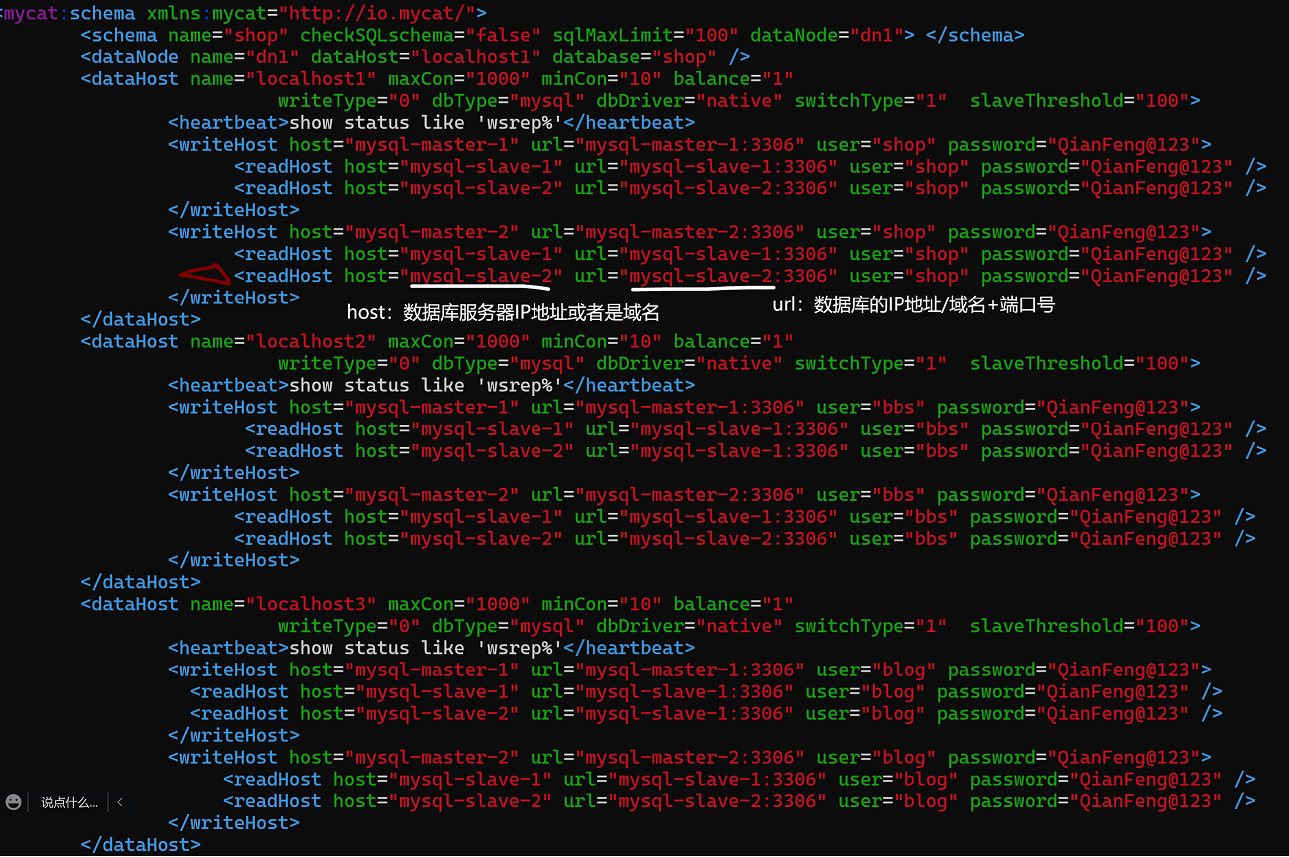 <mycat:schema xmlns:mycat="http://io.mycat/">
<schema name="shop" checkSQLschema="false" sqlMaxLimit="100" dataNode="dn1"> </schema>
<dataNode name="dn1" dataHost="localhost1" database="shop" />
<dataHost name="localhost1" maxCon="1000" minCon="10" balance="1"
writeType="0" dbType="mysql" dbDriver="native" switchType="1"  slaveThreshold="100">
<heartbeat>show status like 'wsrep%'</heartbeat>
<writeHost host="mysql-master-1" url="mysql-master-1:3306" user="shop" password="QianFeng@123">
<readHost host="mysql-slave-1" url="mysql-slave-1:3306" user="shop" password="QianFeng@123" />
<readHost host="mysql-slave-2" url="mysql-slave-2:3306" user="shop" password="QianFeng@123" />
</writeHost>
<writeHost host="mysql-master-2" url="mysql-master-2:3306" user="shop" password="QianFeng@123">
<readHost host="mysql-slave-1" url="mysql-slave-1:3306" user="shop" password="QianFeng@123" />
<readHost host="mysql-slave-2" url="mysql-slave-2:3306" user="shop" password="QianFeng@123" />
</writeHost>
host：数据库服务器IP地址或者是域名
url：数据库的IP地址/域名+端口号
</dataHost>
<dataHost name="localhost2" maxCon="1000" minCon="10" balance="1"
writeType="0" dbType="mysql" dbDriver="native" switchType="1"  slaveThreshold="100">
<heartbeat>show status like 'wsrep%'</heartbeat>
<writeHost host="mysql-master-1" url="mysql-master-1:3306" user="bbs" password="QianFeng@123">
<readHost host="mysql-slave-1" url="mysql-slave-1:3306" user="bbs" password="QianFeng@123" />
<readHost host="mysql-slave-2" url="mysql-slave-1:3306" user="bbs" password="QianFeng@123" />
</writeHost>
<writeHost host="mysql-master-2" url="mysql-master-2:3306" user="bbs" password="QianFeng@123">
<readHost host="mysql-slave-1" url="mysql-slave-1:3306" user="bbs" password="QianFeng@123" />
<readHost host="mysql-slave-2" url="mysql-slave-2:3306" user="bbs" password="QianFeng@123" />
</writeHost>
</dataHost>
<dataHost name="localhost3" maxCon="1000" minCon="10" balance="1"
writeType="0" dbType="mysql" dbDriver="native" switchType="1"  slaveThreshold="100">
<heartbeat>show status like 'wsrep%'</heartbeat>
<writeHost host="mysql-master-1" url="mysql-master-1:3306" user="blog" password="QianFeng@123">
<readHost host="mysql-slave-1" url="mysql-slave-1:3306" user="blog" password="QianFeng@123" />
<readHost host="mysql-slave-2" url="mysql-slave-1:3306" user="blog" password="QianFeng@123" />
</writeHost>
<writeHost host="mysql-master-2" url="mysql-master-2:3306" user="blog" password="QianFeng@123">
<readHost host="mysql-slave-1" url="mysql-slave-1:3306" user="blog" password="QianFeng@123" />
<readHost host="mysql-slave-2" url="mysql-slave-2:3306" user="blog" password="QianFeng@123" />
说点什么...
</writeHost>
</dataHost>